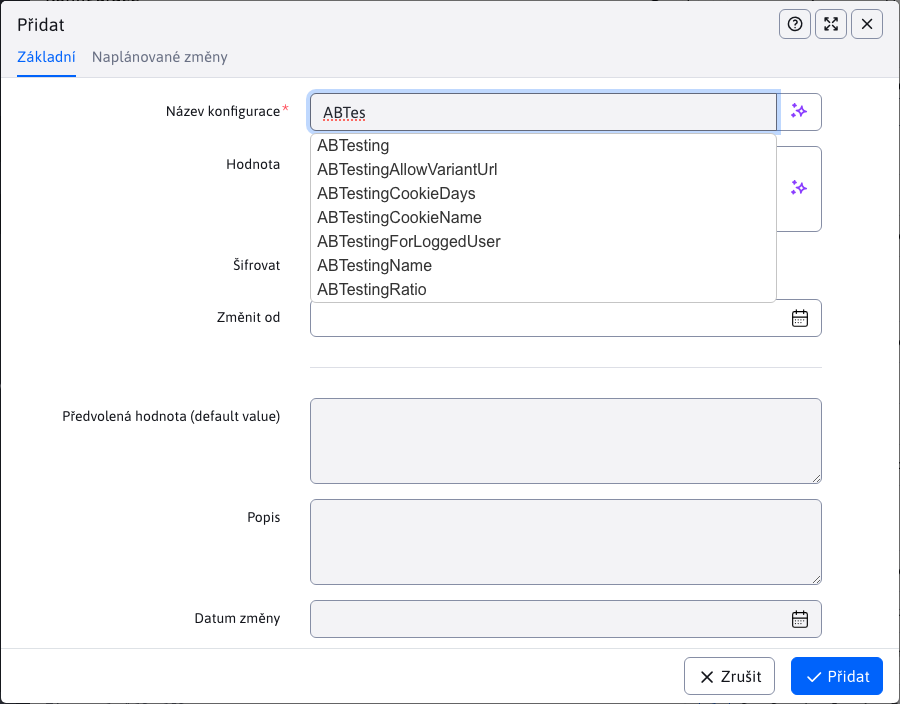 Přidat
Základní Naplánované změny
Název konfigurace*
ABTes
ABTesting
Hodnota
ABTestingAllowVariantUrl
ABTestingCookieDays
ABTestingCookieName
ABTestingForLoggedUser
Šifrovat
ABTestingName
ABTestingRatio
Změnit od
Předvolená hodnota (default value)
Popis
Datum změny
Zrušit
Přidat